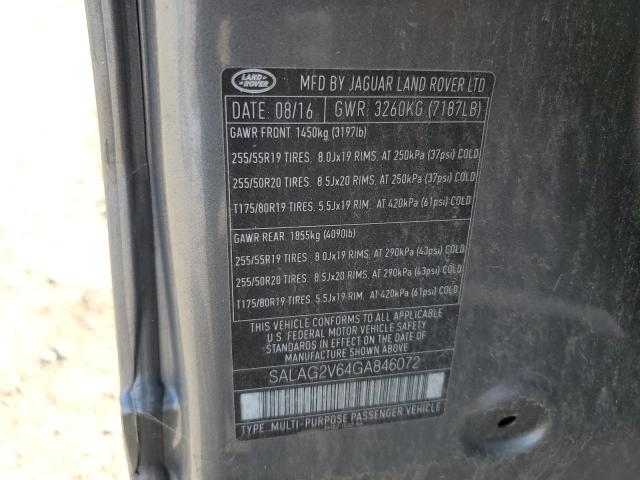 LAND ROVER
MFD BY JAGUAR LAND ROVER LTD
DATE: 08/16 GWR: 3260KG (7187LB)
GAWR FRONT: 1450kg (3197lb)
255/55R19 TIRES, 8.0Jx19 RIMS, AT 250kPa (37psi) COLD
255/50R20 TIRES, 8.5Jx20 RIMS, AT 250kPa (37psi) COLD
T175/80R19 TIRES, 5.5Jx19 RIM, AT 420kPa (61psi) COLD
GAWR REAR: 1855kg (4090lb)
255/55R19 TIRES, 8.0Jx19 RIMS, AT 290kPa (43psi) COLD
255/50R20 TIRES, 8.5Jx20 RIMS, AT 290kPa (43psi) COLD
T175/80R19 TIRES, 5.5Jx19 RIM, AT 420kPa (61psi) COLD
THIS VEHICLE CONFORMS TO ALL APPLICABLE
U.S. FEDERAL MOTOR VEHICLE SAFETY
STANDARDS IN EFFECT ON THE DATE OF
MANUFACTURE SHOWN ABOVE
SALAG2V64GA846072
TYPE: MULTI-PURPOSE PASSENGER VEHICLE